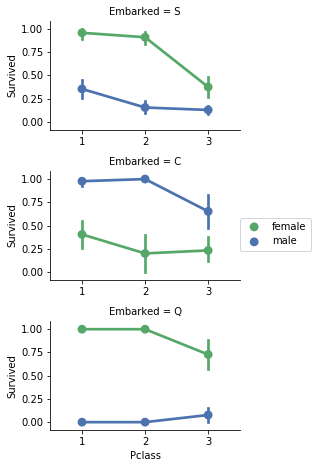 Embarked = S
Survived
1.00
0.75
0.50
0.25
0.00
1 2 3
Embarked = C
Survived
1.00
0.75
0.50
0.25
0.00
1 2 3
female
male
Embarked = Q
Survived
1.00
0.75
0.50
0.25
0.00
1 2 3
Pclass